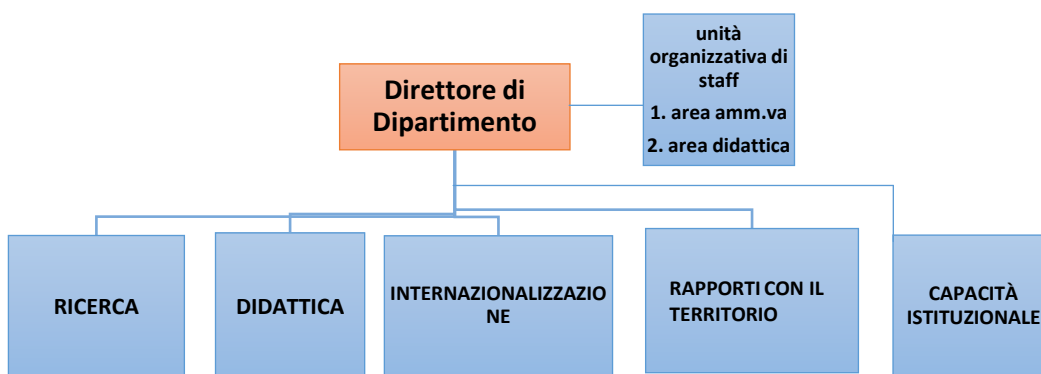 unità
organizzativa di
staff
1. area amm.va
2. area didattica
Direttore di
Dipartimento
RICERCA
DIDATTICA
INTERNAZIONALIZZAZIO
NE
RAPPORTI CON IL
TERRITORIO
CAPACITÀ
ISTITUZIONALE